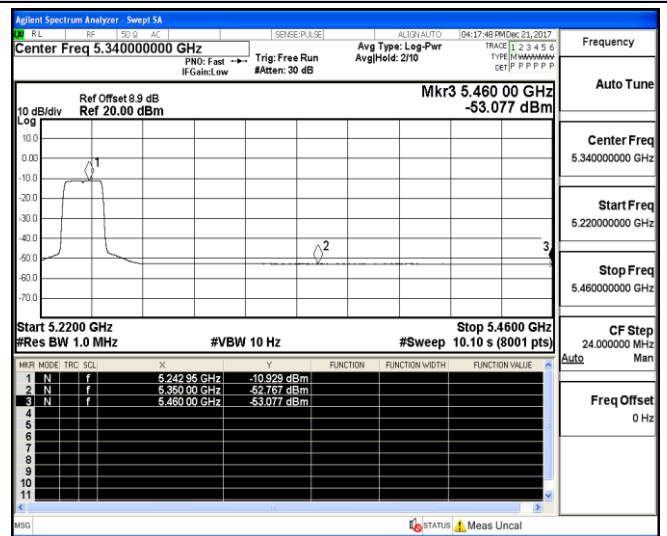 Agilent Spectrum Analyzer - Swept SA
LXI RL RF 50 Ω AC SENSE:PULSE ALIGN AUTO 04:17:48 PM Dec 21, 2017
Center Freq 5.340000000 GHz Avg Type: Log-Pwr TRACE 1 2 3 4 5 6
PNO: Fast Trig: Free Run Avg|Hold: 2/10 TYPE M W W W W W
IFGain:Low #Atten: 30 dB DET P P P P P P
Mkr3 5.460 00 GHz
Ref Offset 8.9 dB
10 dB/div Ref 20.00 dBm -53.077 dBm
Log
10.0
0.00
1
-10.0
-20.0
-30.0
-40.0
2 3
-50.0
-60.0
-70.0
Start 5.2200 GHz Stop 5.4600 GHz
#Res BW 1.0 MHz #VBW 10 Hz #Sweep 10.10 s (8001 pts)
MKR MODE TRC SCL X Y FUNCTION FUNCTION WIDTH FUNCTION VALUE
1 N f 5.242 95 GHz -10.929 dBm
2 N f 5.350 00 GHz -52.767 dBm
3 N f 5.460 00 GHz -53.077 dBm
4
5
6
7
8
9
10
11
MSG STATUS Meas Uncal
Frequency
Auto Tune
Center Freq
5.340000000 GHz
Start Freq
5.220000000 GHz
Stop Freq
5.460000000 GHz
CF Step
24.000000 MHz
Auto Man
Freq Offset
0 Hz